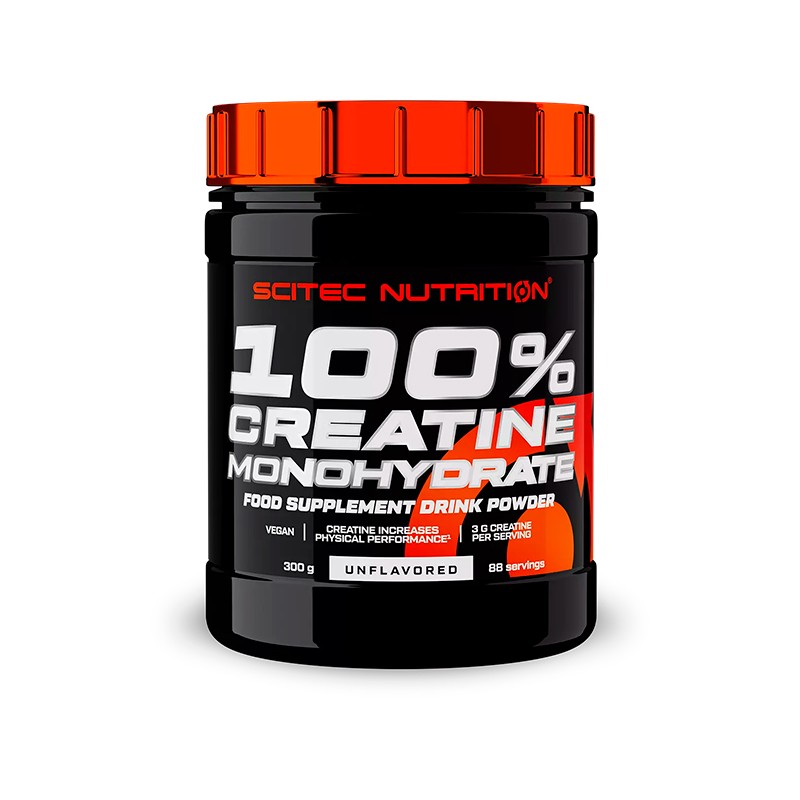 SCITEC NUTRITION®
100%
CREATINE
MONOHYDRATE
FOOD SUPPLEMENT DRINK POWDER
VEGAN
CREATINE INCREASES
PHYSICAL PERFORMANCE¹
3 G CREATINE
PER SERVING
300 g
UNFLAVORED
88 servings